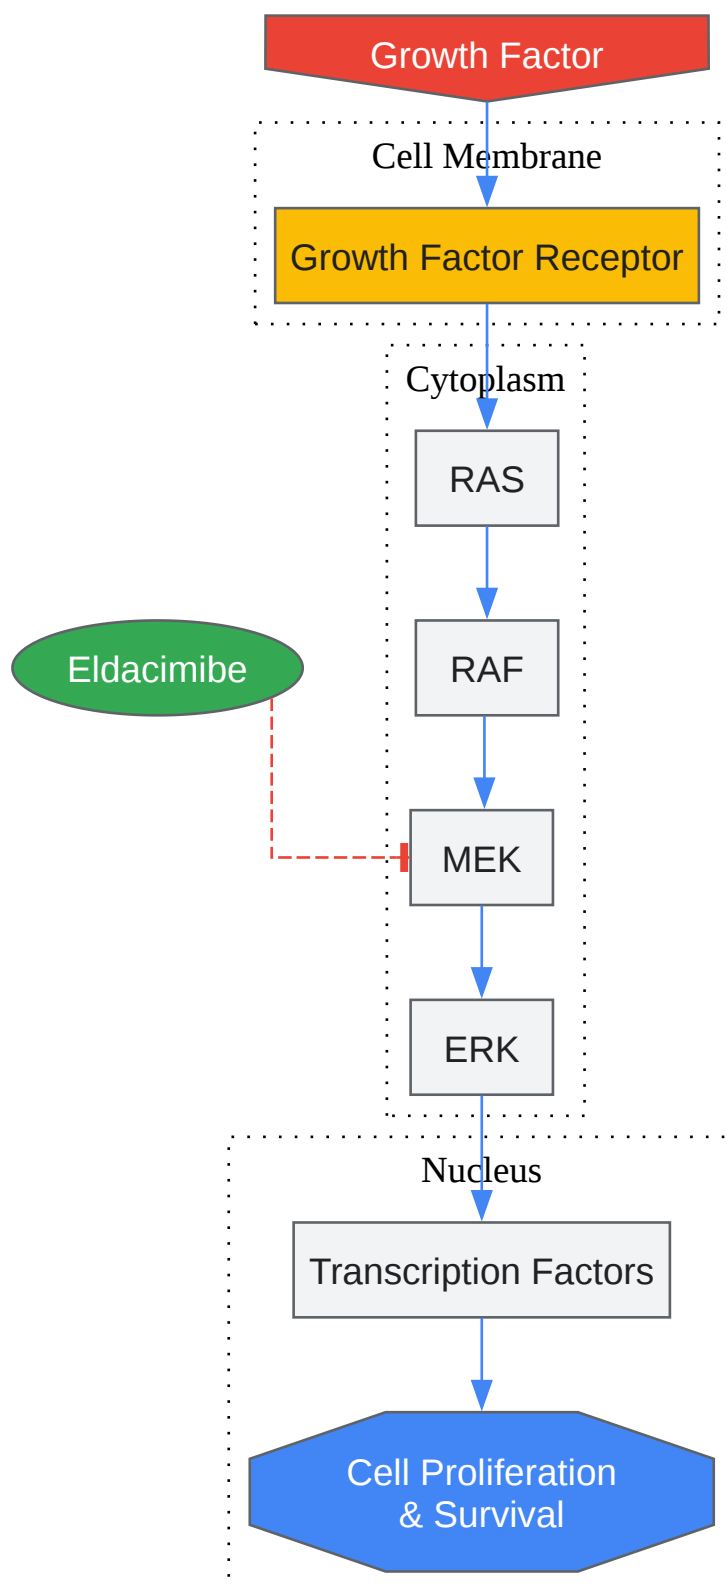 Growth Factor
Cell Membrane
Growth Factor Receptor
Cytoplasm
RAS
RAF
Eldacimibe
MEK
ERK
Nucleus
Transcription Factors
Cell Proliferation
& Survival